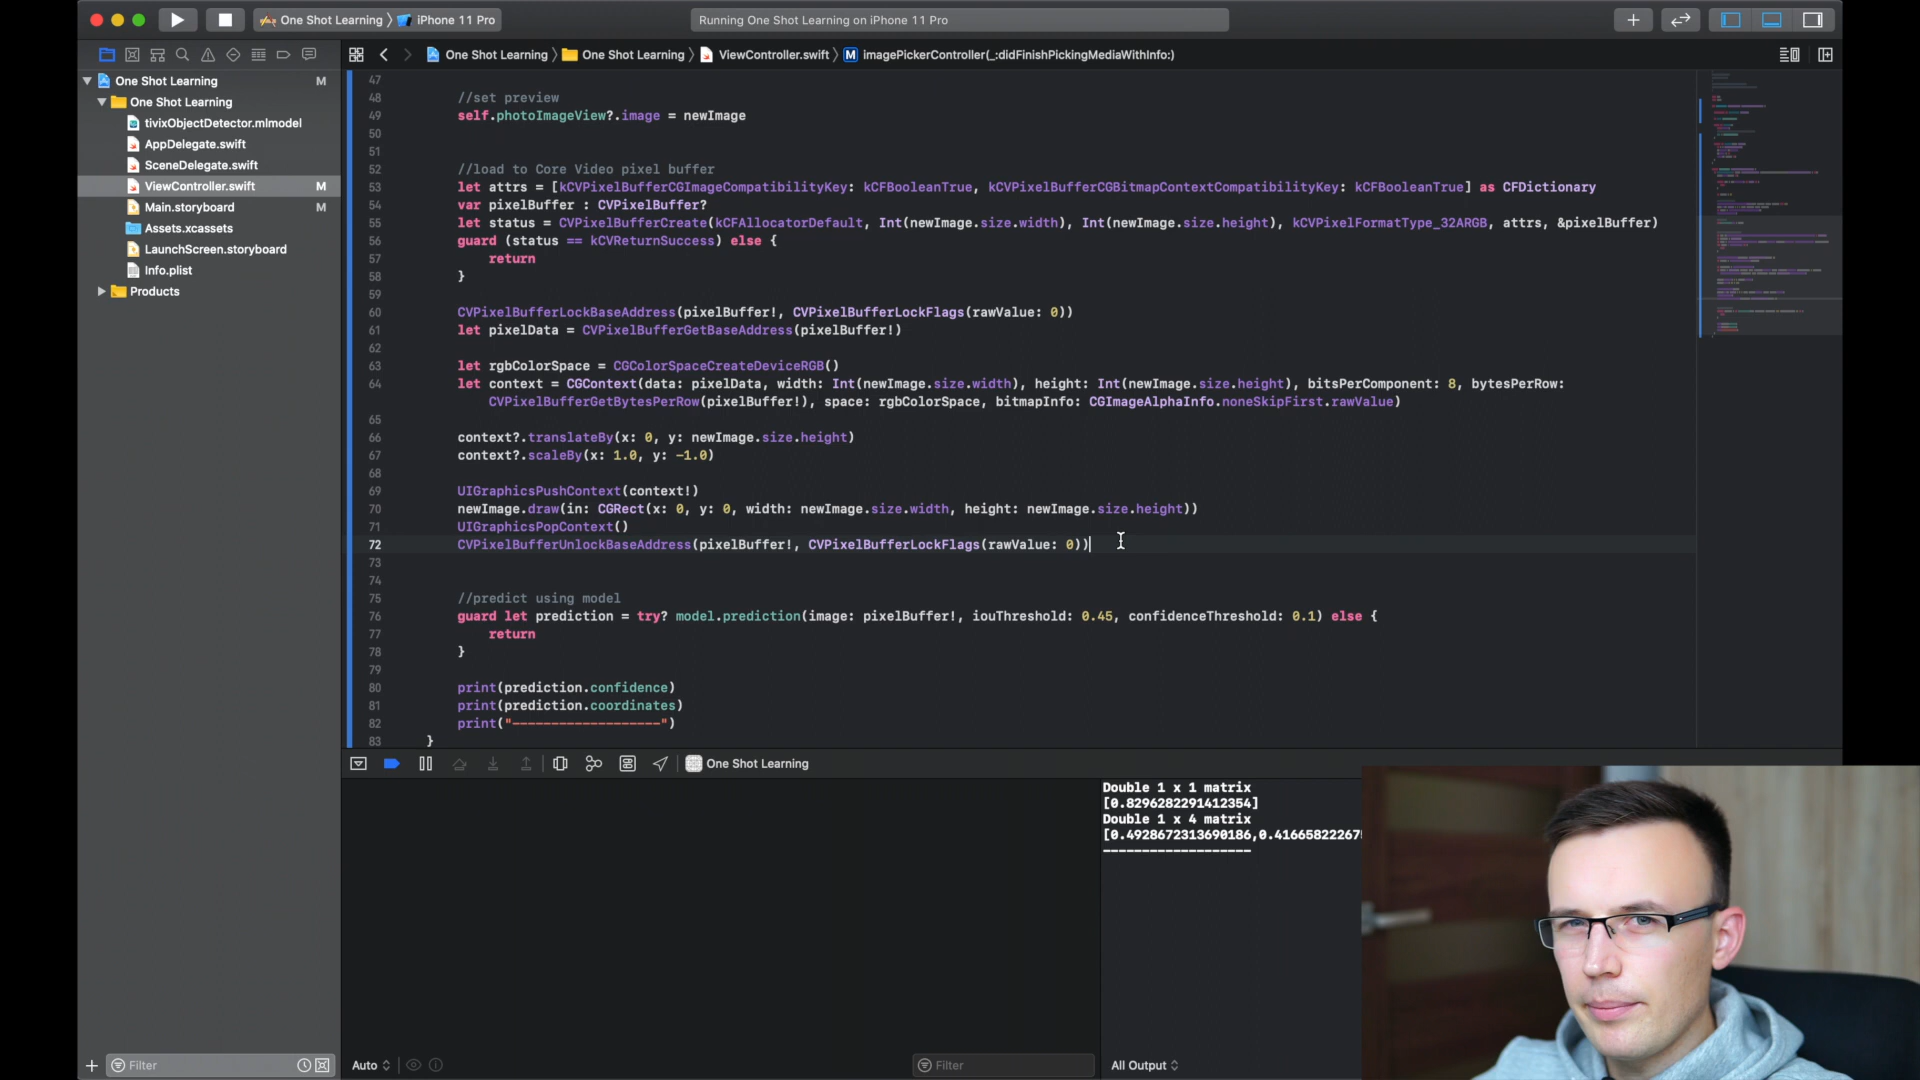 One Shot Learning
iPhone 11 Pro
Running One Shot Learning on iPhone 11 Pro
One Shot Learning
One Shot Learning
ViewController.swift
M
imagePickerController(_:didFinishPickingMediaWithInfo:)
One Shot Learning M
One Shot Learning
tivixObjectDetector.mlmodel
AppDelegate.swift
SceneDelegate.swift
ViewController.swift M
Main.storyboard M
Assets.xcassets
LaunchScreen.storyboard
Info.plist
Products
47
48 //set preview
49 self.photoImageView?.image = newImage
50
51
52 //load to Core Video pixel buffer
53 let attrs = [kCVPixelBufferCGImageCompatibilityKey: kCFBooleanTrue, kCVPixelBufferCGBitmapContextCompatibilityKey: kCFBooleanTrue] as CFDictionary
54 var pixelBuffer : CVPixelBuffer?
55 let status = CVPixelBufferCreate(kCFAllocatorDefault, Int(newImage.size.width), Int(newImage.size.height), kCVPixelFormatType_32ARGB, attrs, &pixelBuffer)
56 guard (status == kCVReturnSuccess) else {
57 return
58 }
59
60 CVPixelBufferLockBaseAddress(pixelBuffer!, CVPixelBufferLockFlags(rawValue: 0))
61 let pixelData = CVPixelBufferGetBaseAddress(pixelBuffer!)
62
63 let rgbColorSpace = CGColorSpaceCreateDeviceRGB()
64 let context = CGContext(data: pixelData, width: Int(newImage.size.width), height: Int(newImage.size.height), bitsPerComponent: 8, bytesPerRow:
CVPixelBufferGetBytesPerRow(pixelBuffer!), space: rgbColorSpace, bitmapInfo: CGImageAlphaInfo.noneSkipFirst.rawValue)
65
66 context?.translateBy(x: 0, y: newImage.size.height)
67 context?.scaleBy(x: 1.0, y: -1.0)
68
69 UIGraphicsPushContext(context!)
70 newImage.draw(in: CGRect(x: 0, y: 0, width: newImage.size.width, height: newImage.size.height))
71 UIGraphicsPopContext()
72 CVPixelBufferUnlockBaseAddress(pixelBuffer!, CVPixelBufferLockFlags(rawValue: 0))
73
74
75 //predict using model
76 guard let prediction = try? model.prediction(image: pixelBuffer!, iouThreshold: 0.45, confidenceThreshold: 0.1) else {
77 return
78 }
79
80 print(prediction.confidence)
81 print(prediction.coordinates)
82 print("-------------------")
83 }
One Shot Learning
Double 1 x 1 matrix
[0.8296282291412354]
Double 1 x 4 matrix
[0.4928672313690186,0.4166582226
-------------------
Filter
Auto
Filter
All Output